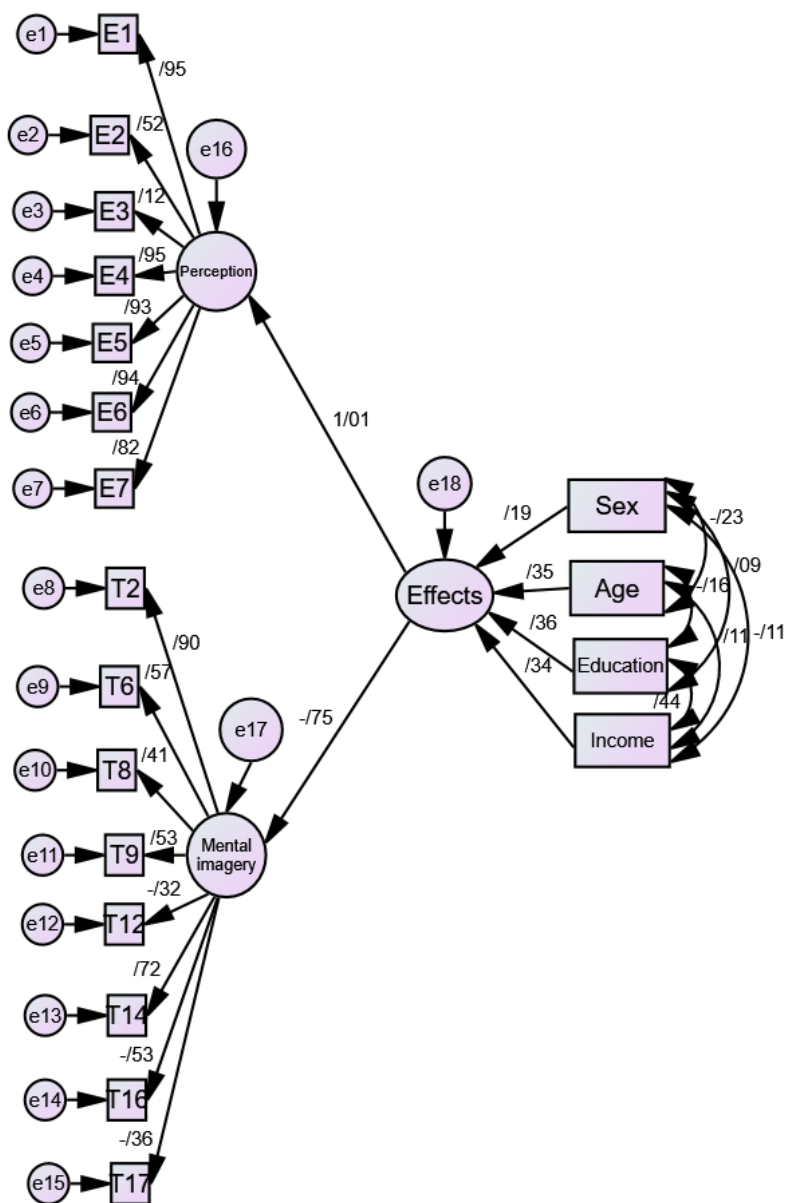 e1
E1
/95
e2
E2
/52
e16
e3
E3
/12
e4
E4
/95
Perception
e5
E5
/93
e6
E6
/94
e7
E7
/82
1/01
e18
Sex
/19
-/23
/09
Effects
/35
Age
-/16
/36
Education
/11
-/11
/34
/44
Income
e8
T2
/90
e9
T6
/57
e17
-/75
e10
T8
/41
e11
T9
/53
Mental
imagery
e12
T12
-/32
/72
e13
T14
-/53
e14
T16
-/36
e15
T17